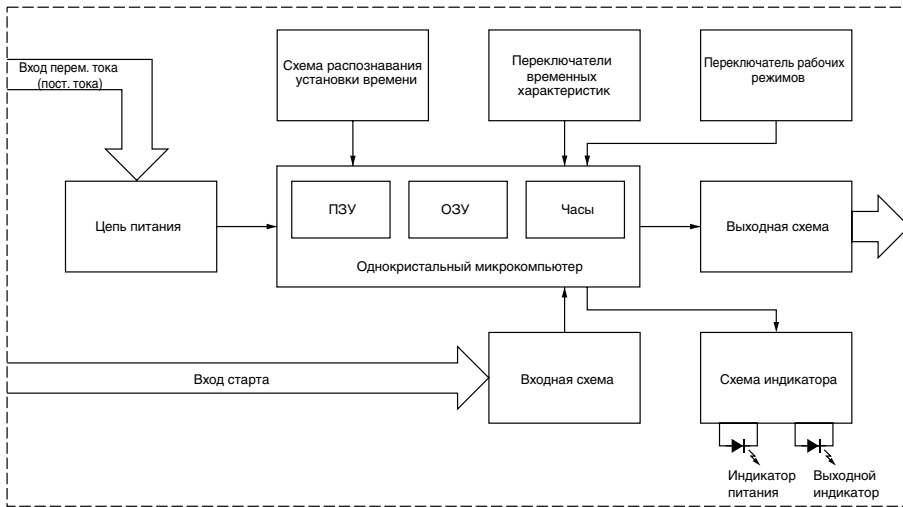 Вход перем. тока
(пост. тока)
Схема распознавания
установки времени
Переключатели
временных
характеристик
Переключатель рабочих
режимов
Цепь питания
ПЗУ
ОЗУ
Часы
Однокристальный микрокомпьютер
Выходная схема
Вход старта
Входная схема
Схема индикатора
Индикатор
питания
Выходной
индикатор